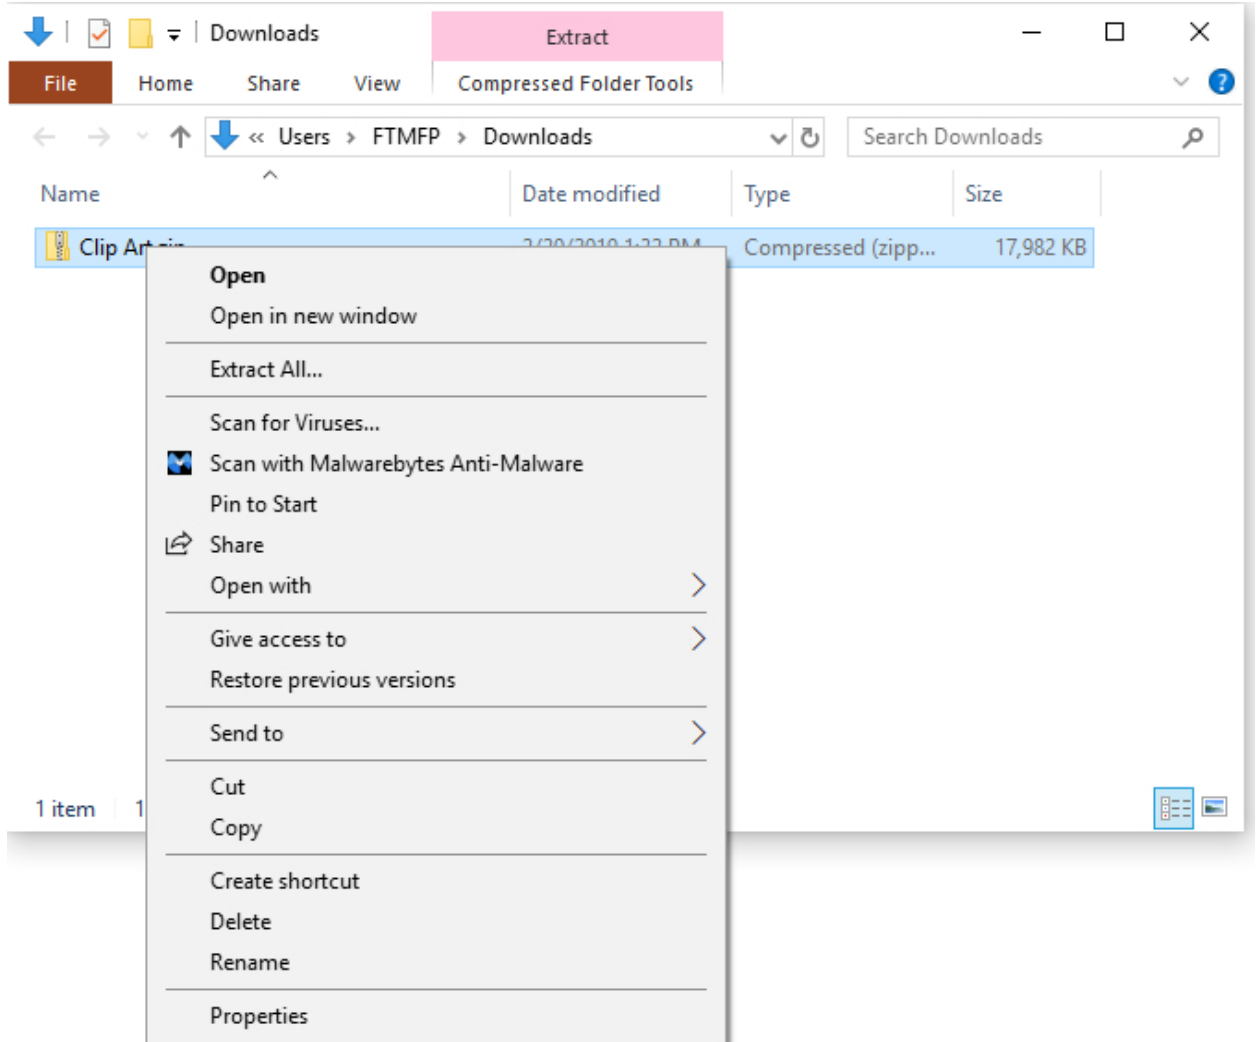 Downloads
Extract
File
Home
Share
View
Compressed Folder Tools
?
« Users > FTMFP > Downloads
Search Downloads
Name
Date modified
Type
Size
Clip Art.zip
Compressed (zipp...
17,982 KB
Open
Open in new window
Extract All...
Scan for Viruses...
Scan with Malwarebytes Anti-Malware
Pin to Start
Share
Open with
Give access to
Restore previous versions
Send to
Cut
1 item
1
Copy
Create shortcut
Delete
Rename
Properties